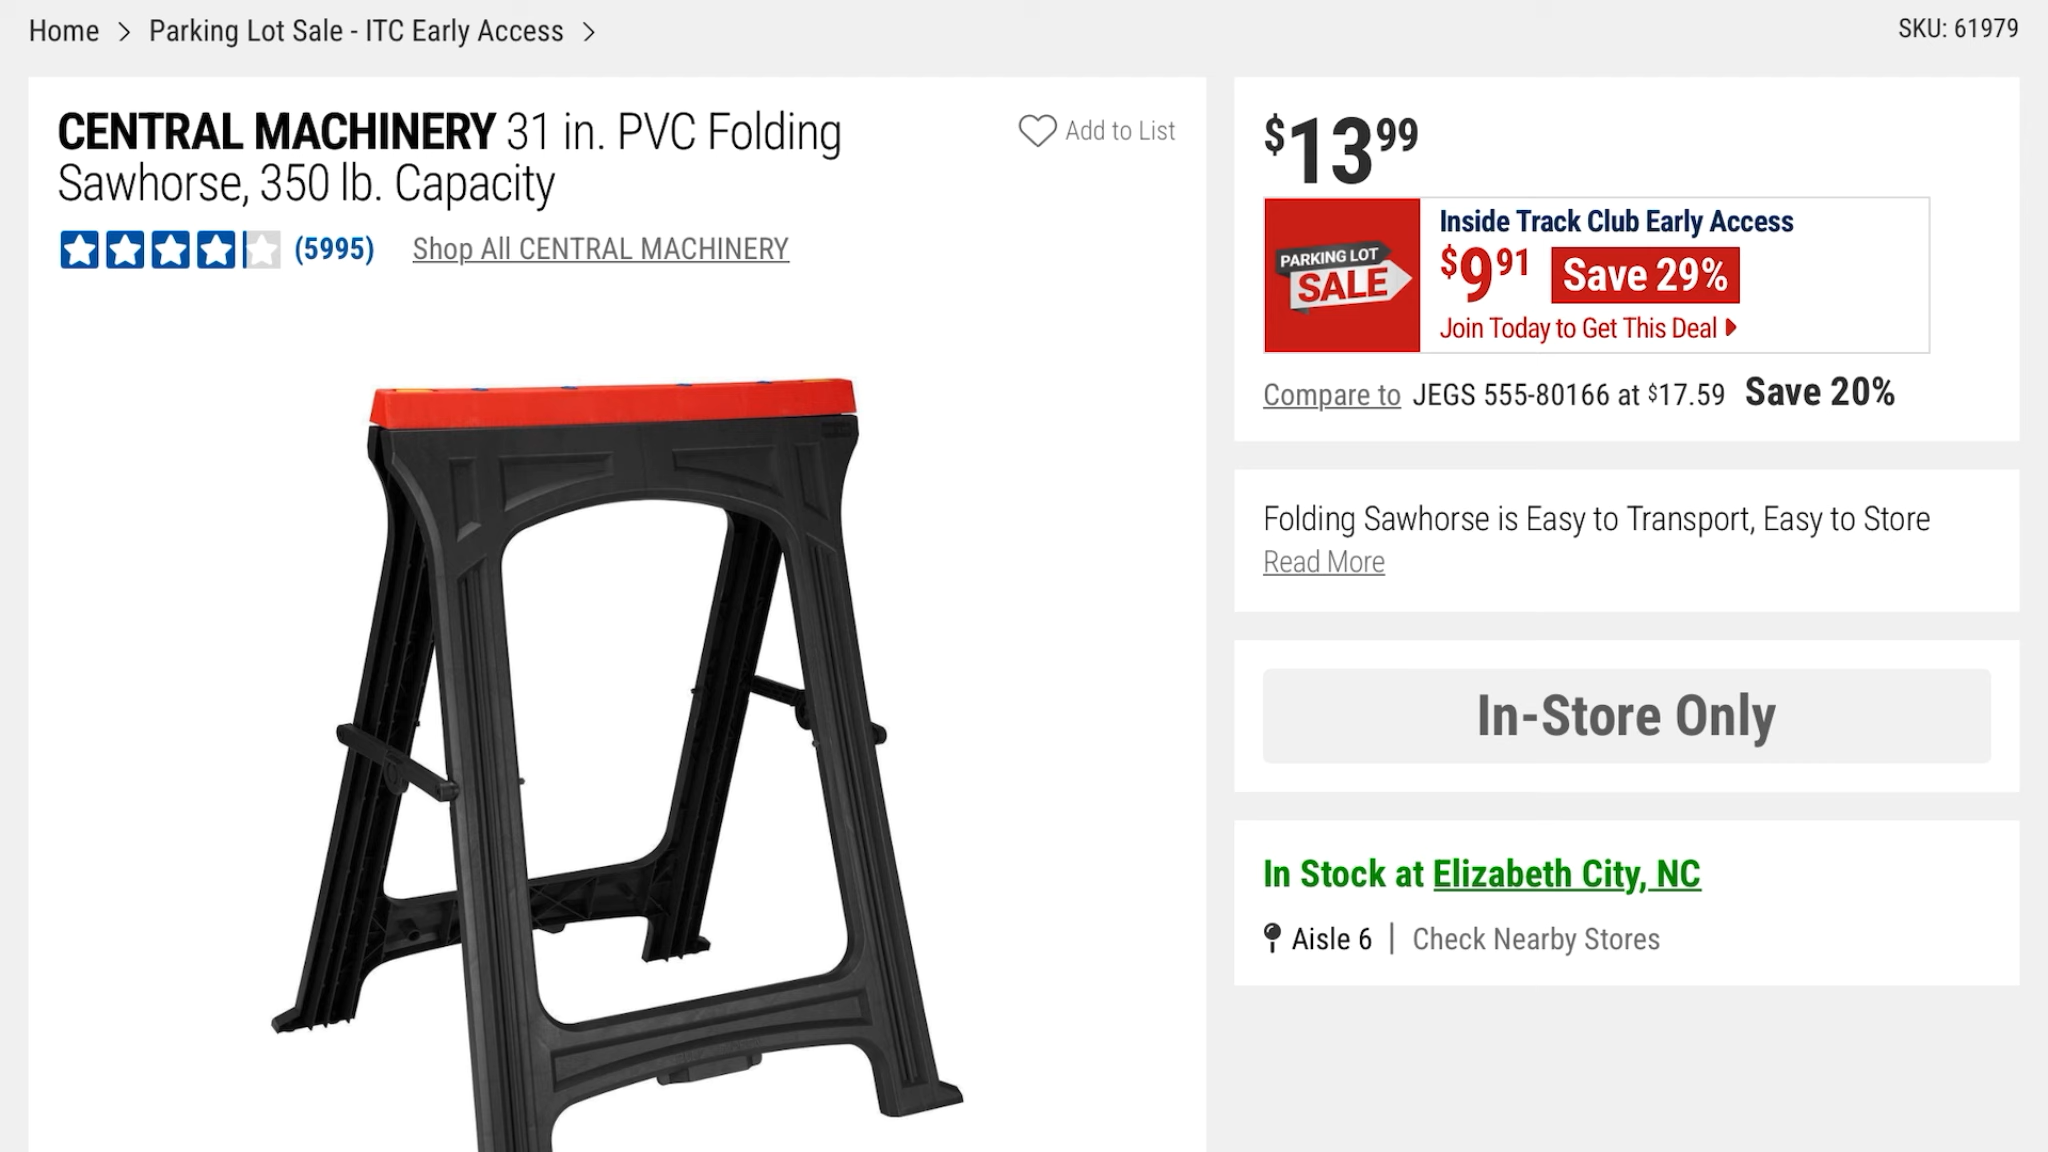 Home > Parking Lot Sale - ITC Early Access >
SKU: 61979
CENTRAL MACHINERY 31 in. PVC Folding
Sawhorse, 350 lb. Capacity
Add to List
(5995)
Shop All CENTRAL MACHINERY
$13.99
PARKING LOT
SALE
Inside Track Club Early Access
$9.91 Save 29%
Join Today to Get This Deal
Compare to JEGS 555-80166 at $17.59 Save 20%
Folding Sawhorse is Easy to Transport, Easy to Store
Read More
In-Store Only
In Stock at Elizabeth City, NC
Aisle 6 | Check Nearby Stores